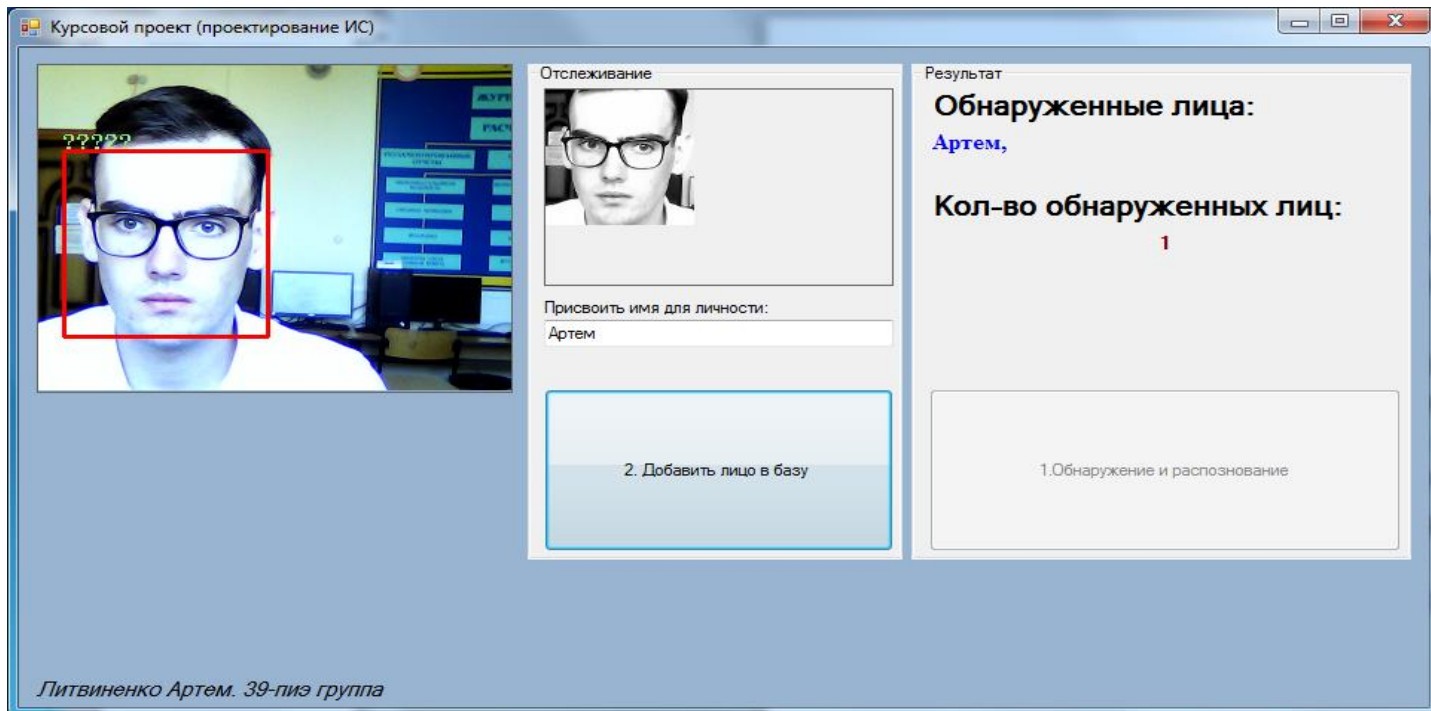 Курсовой проект (проектирование ИС)
?????
Отслеживание
Присвоить имя для личности:
Артем
2. Добавить лицо в базу
Результат
Обнаруженные лица:
Артем,
Кол-во обнаруженных лиц:
1
1.Обнаружение и распознование
Литвиненко Артем. 39-пиэ группа